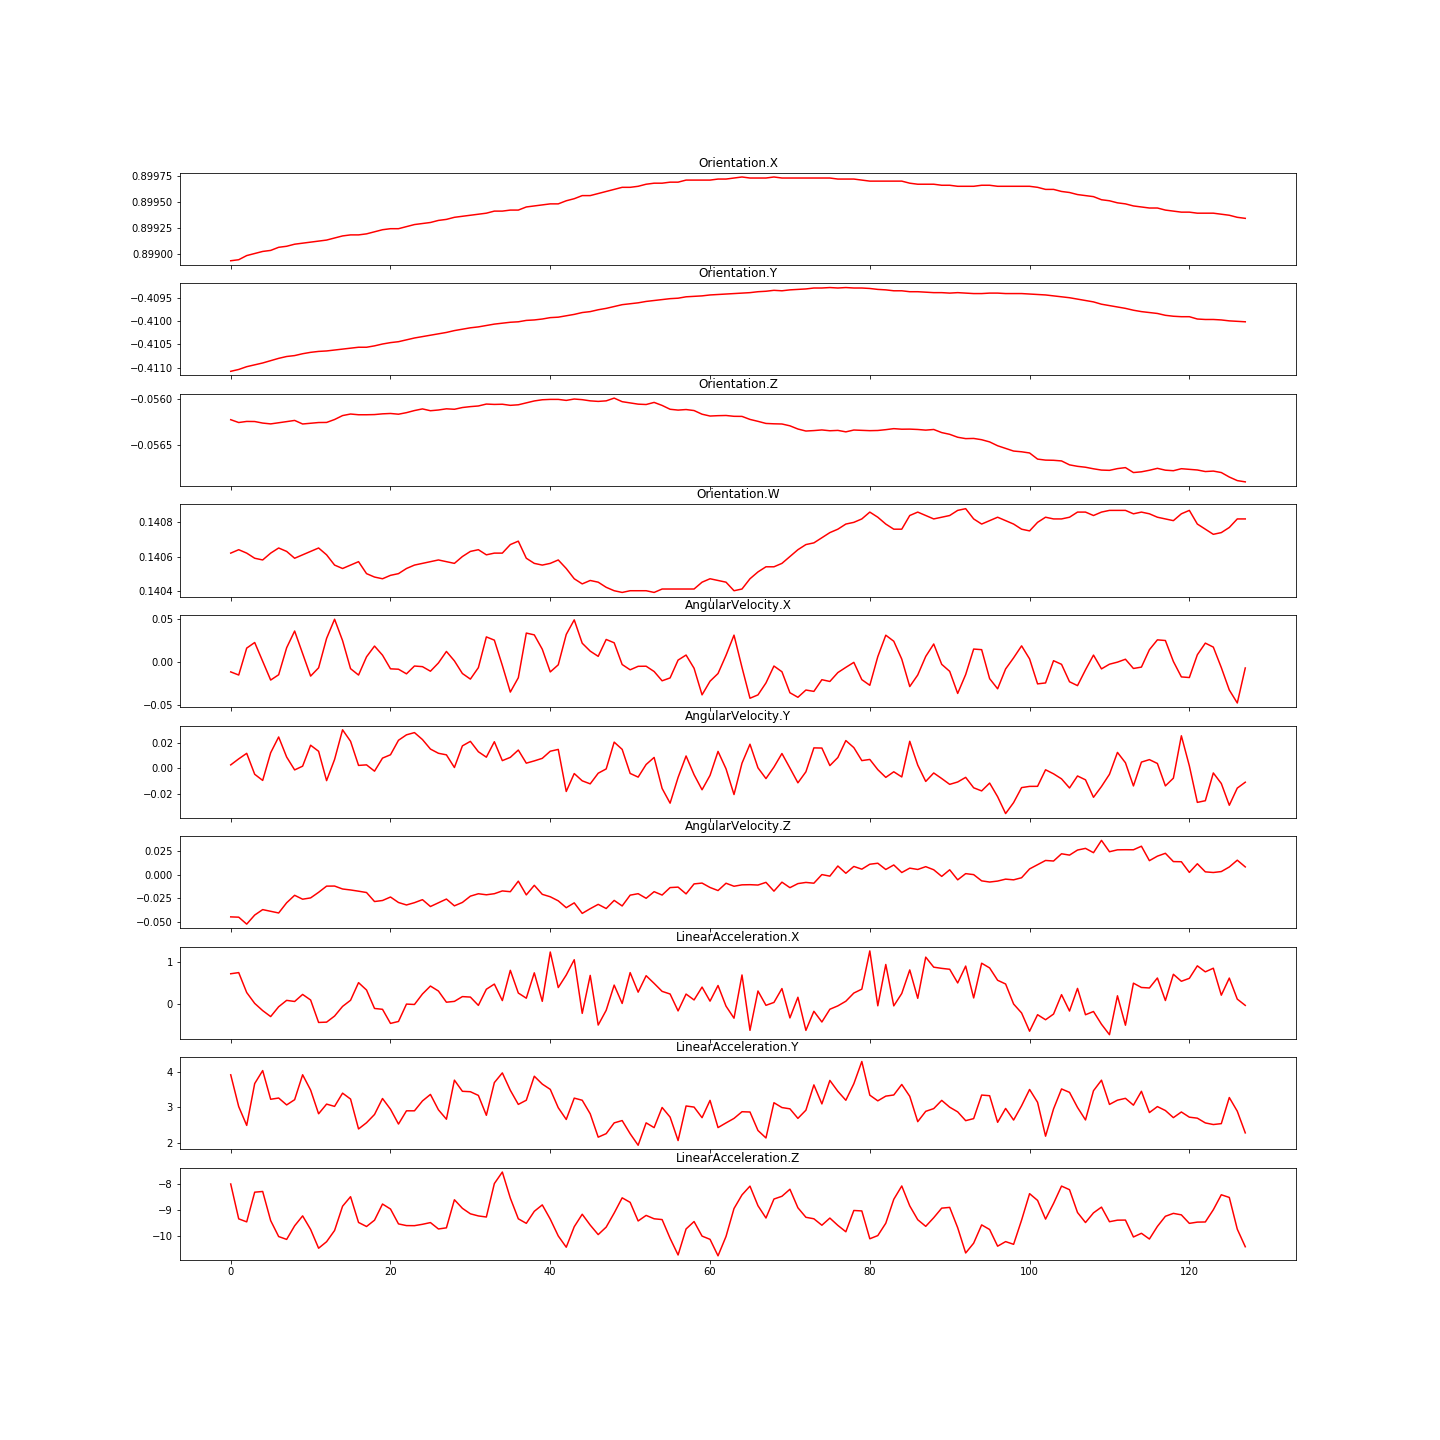 Orientation.X
0.89975
0.89950
0.89925
0.89900
Orientation.Y
−0.4095
−0.4100
−0.4105
−0.4110
Orientation.Z
−0.0560
−0.0565
Orientation.W
0.1408
0.1406
0.1404
AngularVelocity.X
0.05
0.00
−0.05
AngularVelocity.Y
0.02
0.00
−0.02
AngularVelocity.Z
0.025
0.000
−0.025
−0.050
LinearAcceleration.X
1
0
LinearAcceleration.Y
4
3
2
LinearAcceleration.Z
−8
−9
−10
0 20 40 60 80 100 120